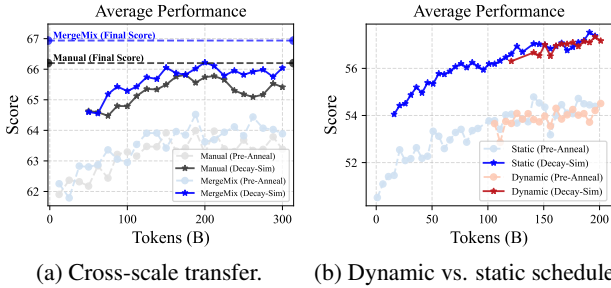 Average Performance
67
66
65
64
63
62
Score
MergeMix (Final Score)
Manual (Final Score)
Manual (Pre-Anneal)
Manual (Decay-Sim)
MergeMix (Pre-Anneal)
MergeMix (Decay-Sim)
0
100
200
300
Tokens (B)
(a) Cross-scale transfer.
Average Performance
56
54
52
Score
Static (Pre-Anneal)
Static (Decay-Sim)
Dynamic (Pre-Anneal)
Dynamic (Decay-Sim)
0
50
100
150
200
Tokens (B)
(b) Dynamic vs. static schedule